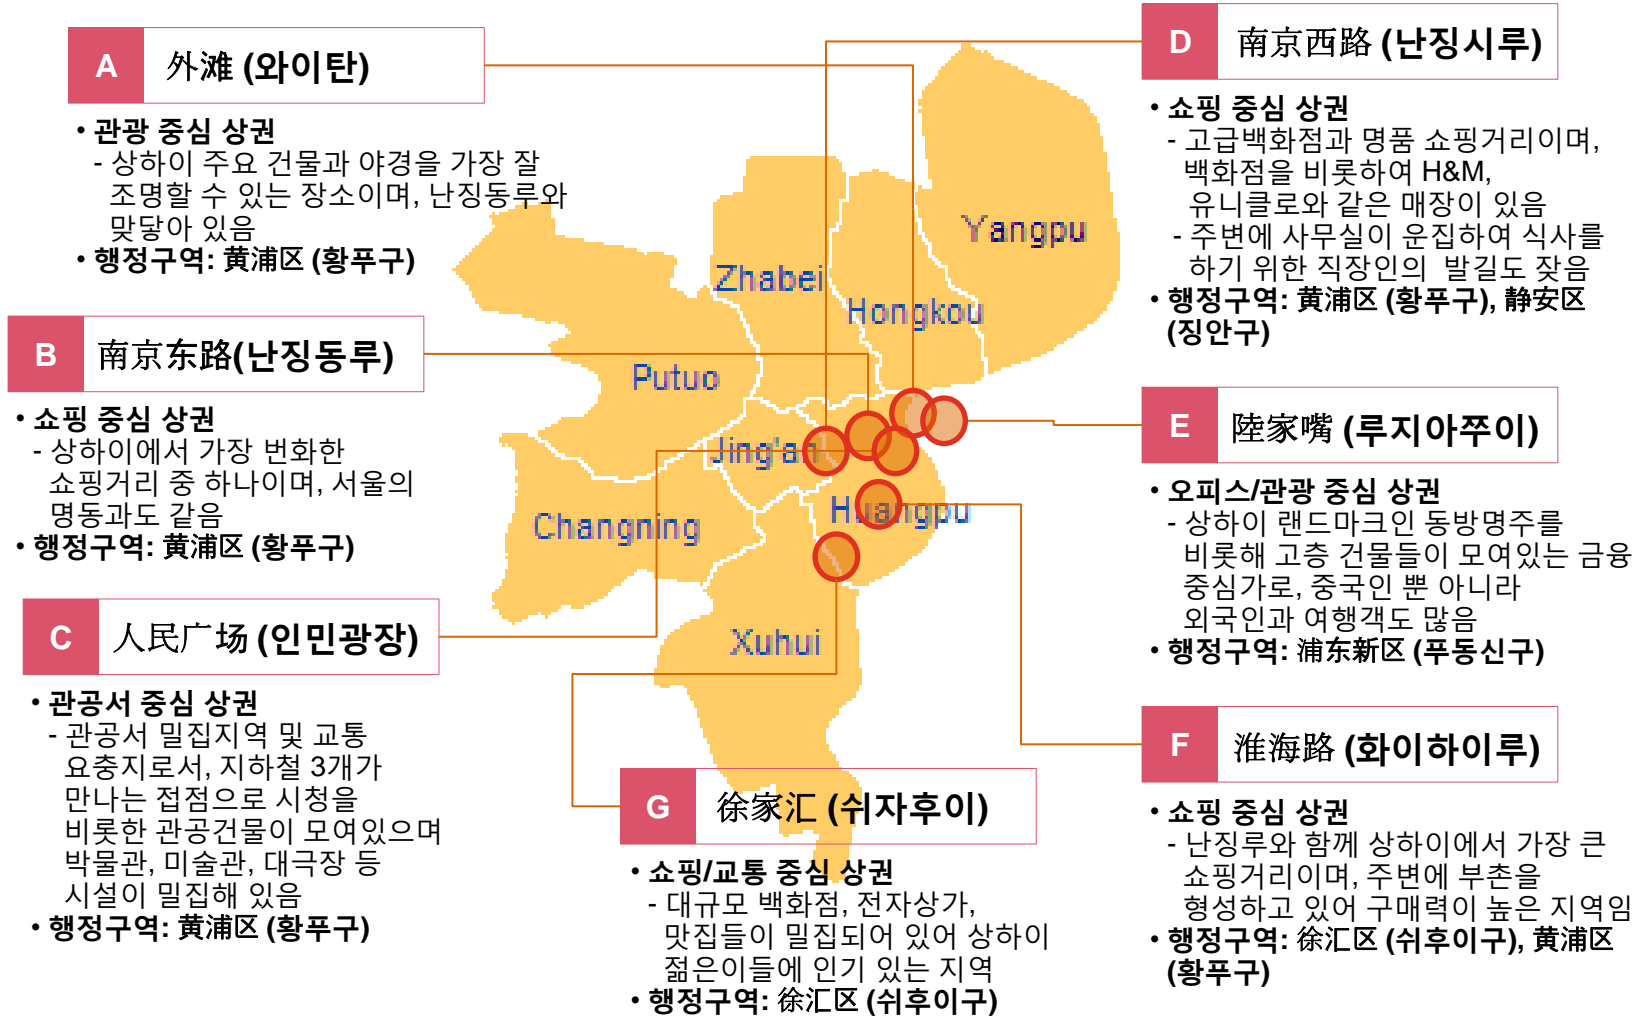 A
外滩 (와이탄)
• 관광 중심 상권
- 상하이 주요 건물과 야경을 가장 잘
조명할 수 있는 장소이며, 난징동루와
맞닿아 있음
• 행정구역: 黄浦区 (황푸구)
B
南京东路(난징동루)
• 쇼핑 중심 상권
- 상하이에서 가장 번화한
쇼핑거리 중 하나이며, 서울의
명동과도 같음
• 행정구역: 黄浦区 (황푸구)
C
人民广场 (인민광장)
• 관공서 중심 상권
- 관공서 밀집지역 및 교통
요충지로서, 지하철 3개가
만나는 접점으로 시청을
비롯한 관공건물이 모여있으며
박물관, 미술관, 대극장 등
시설이 밀집해 있음
• 행정구역: 黄浦区 (황푸구)
Yangpu
Zhabei
Hongkou
Putuo
Jing'an
Huangpu
Changning
Xuhui
D
南京西路 (난징시루)
• 쇼핑 중심 상권
- 고급백화점과 명품 쇼핑거리이며,
백화점을 비롯하여 H&M,
유니클로와 같은 매장이 있음
- 주변에 사무실이 운집하여 식사를
하기 위한 직장인의 발길도 잦음
• 행정구역: 黄浦区 (황푸구), 静安区
(징안구)
E
陸家嘴 (루지아쭈이)
• 오피스/관광 중심 상권
- 상하이 랜드마크인 동방명주를
비롯해 고층 건물들이 모여있는 금융
중심가로, 중국인 뿐 아니라
외국인과 여행객도 많음
• 행정구역: 浦东新区 (푸동신구)
F
淮海路 (화이하이루)
• 쇼핑 중심 상권
- 난징루와 함께 상하이에서 가장 큰
쇼핑거리이며, 주변에 부촌을
형성하고 있어 구매력이 높은 지역임
• 행정구역: 徐汇区 (쉬후이구), 黄浦区
(황푸구)
G
徐家汇 (쉬자후이)
• 쇼핑/교통 중심 상권
- 대규모 백화점, 전자상가,
맛집들이 밀집되어 있어 상하이
젊은이들에 인기 있는 지역
• 행정구역: 徐汇区 (쉬후이구)